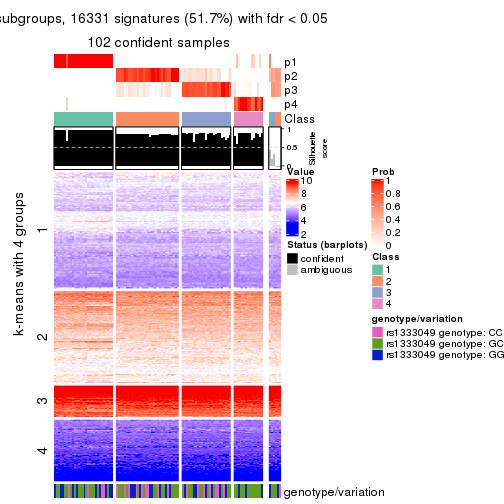 subgroups, 16331 signatures (51.7%) with fdr < 0.05
102 confident samples
p1
p2
p3
p4
Class
1
0.5
0
Silhouette
score
k-means with 4 groups
1
2
3
4
genotype/variation
Value
10
8
6
4
2
Status (barplots)
confident
ambiguous
Prob
1
0.8
0.6
0.4
0.2
0
Class
1
2
3
4
genotype/variation
rs1333049 genotype: CC
rs1333049 genotype: GC
rs1333049 genotype: GG